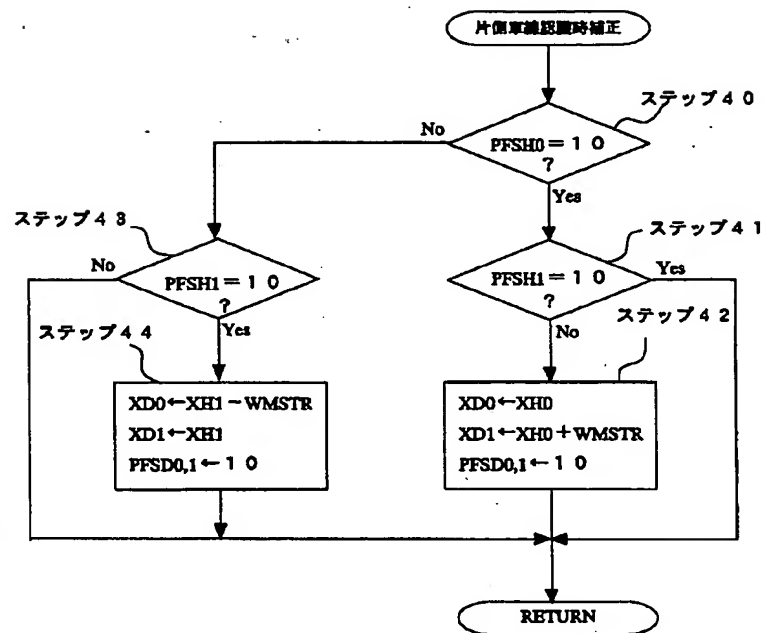 片側車線認識時補正
ステップ４０
No
PFSH0＝１０
?
Yes
ステップ４３
ステップ４１
No
PFSH1＝１０
?
Yes
PFSH1＝１０
?
Yes
ステップ４４
No
ステップ４２
XD0←XH1－WMSTR
XD1←XH1
PFSD0,1←１０
XD0←XH0
XD1←XH0＋WMSTR
PFSD0,1←１０
RETURN